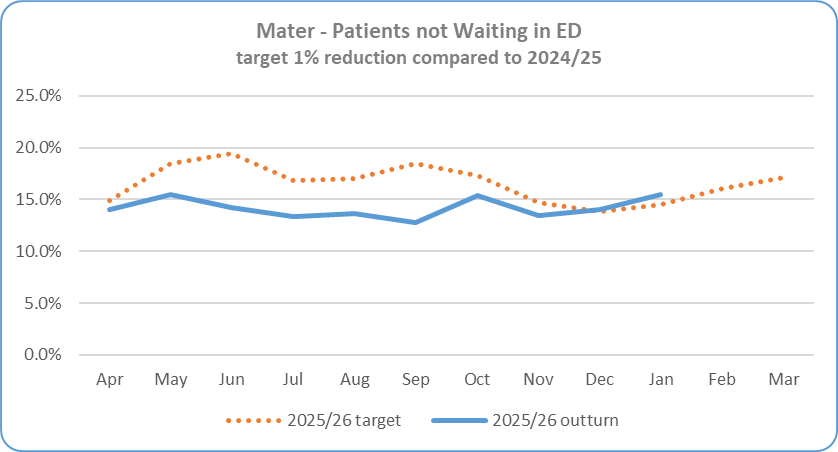 Mater - Patients not Waiting in ED
target 1% reduction compared to 2024/25
25.0%
20.0%
15.0%
10.0%
5.0%
0.0%
Apr May Jun Jul Aug Sep Oct Nov Dec Jan Feb Mar
2025/26 target 2025/26 outturn